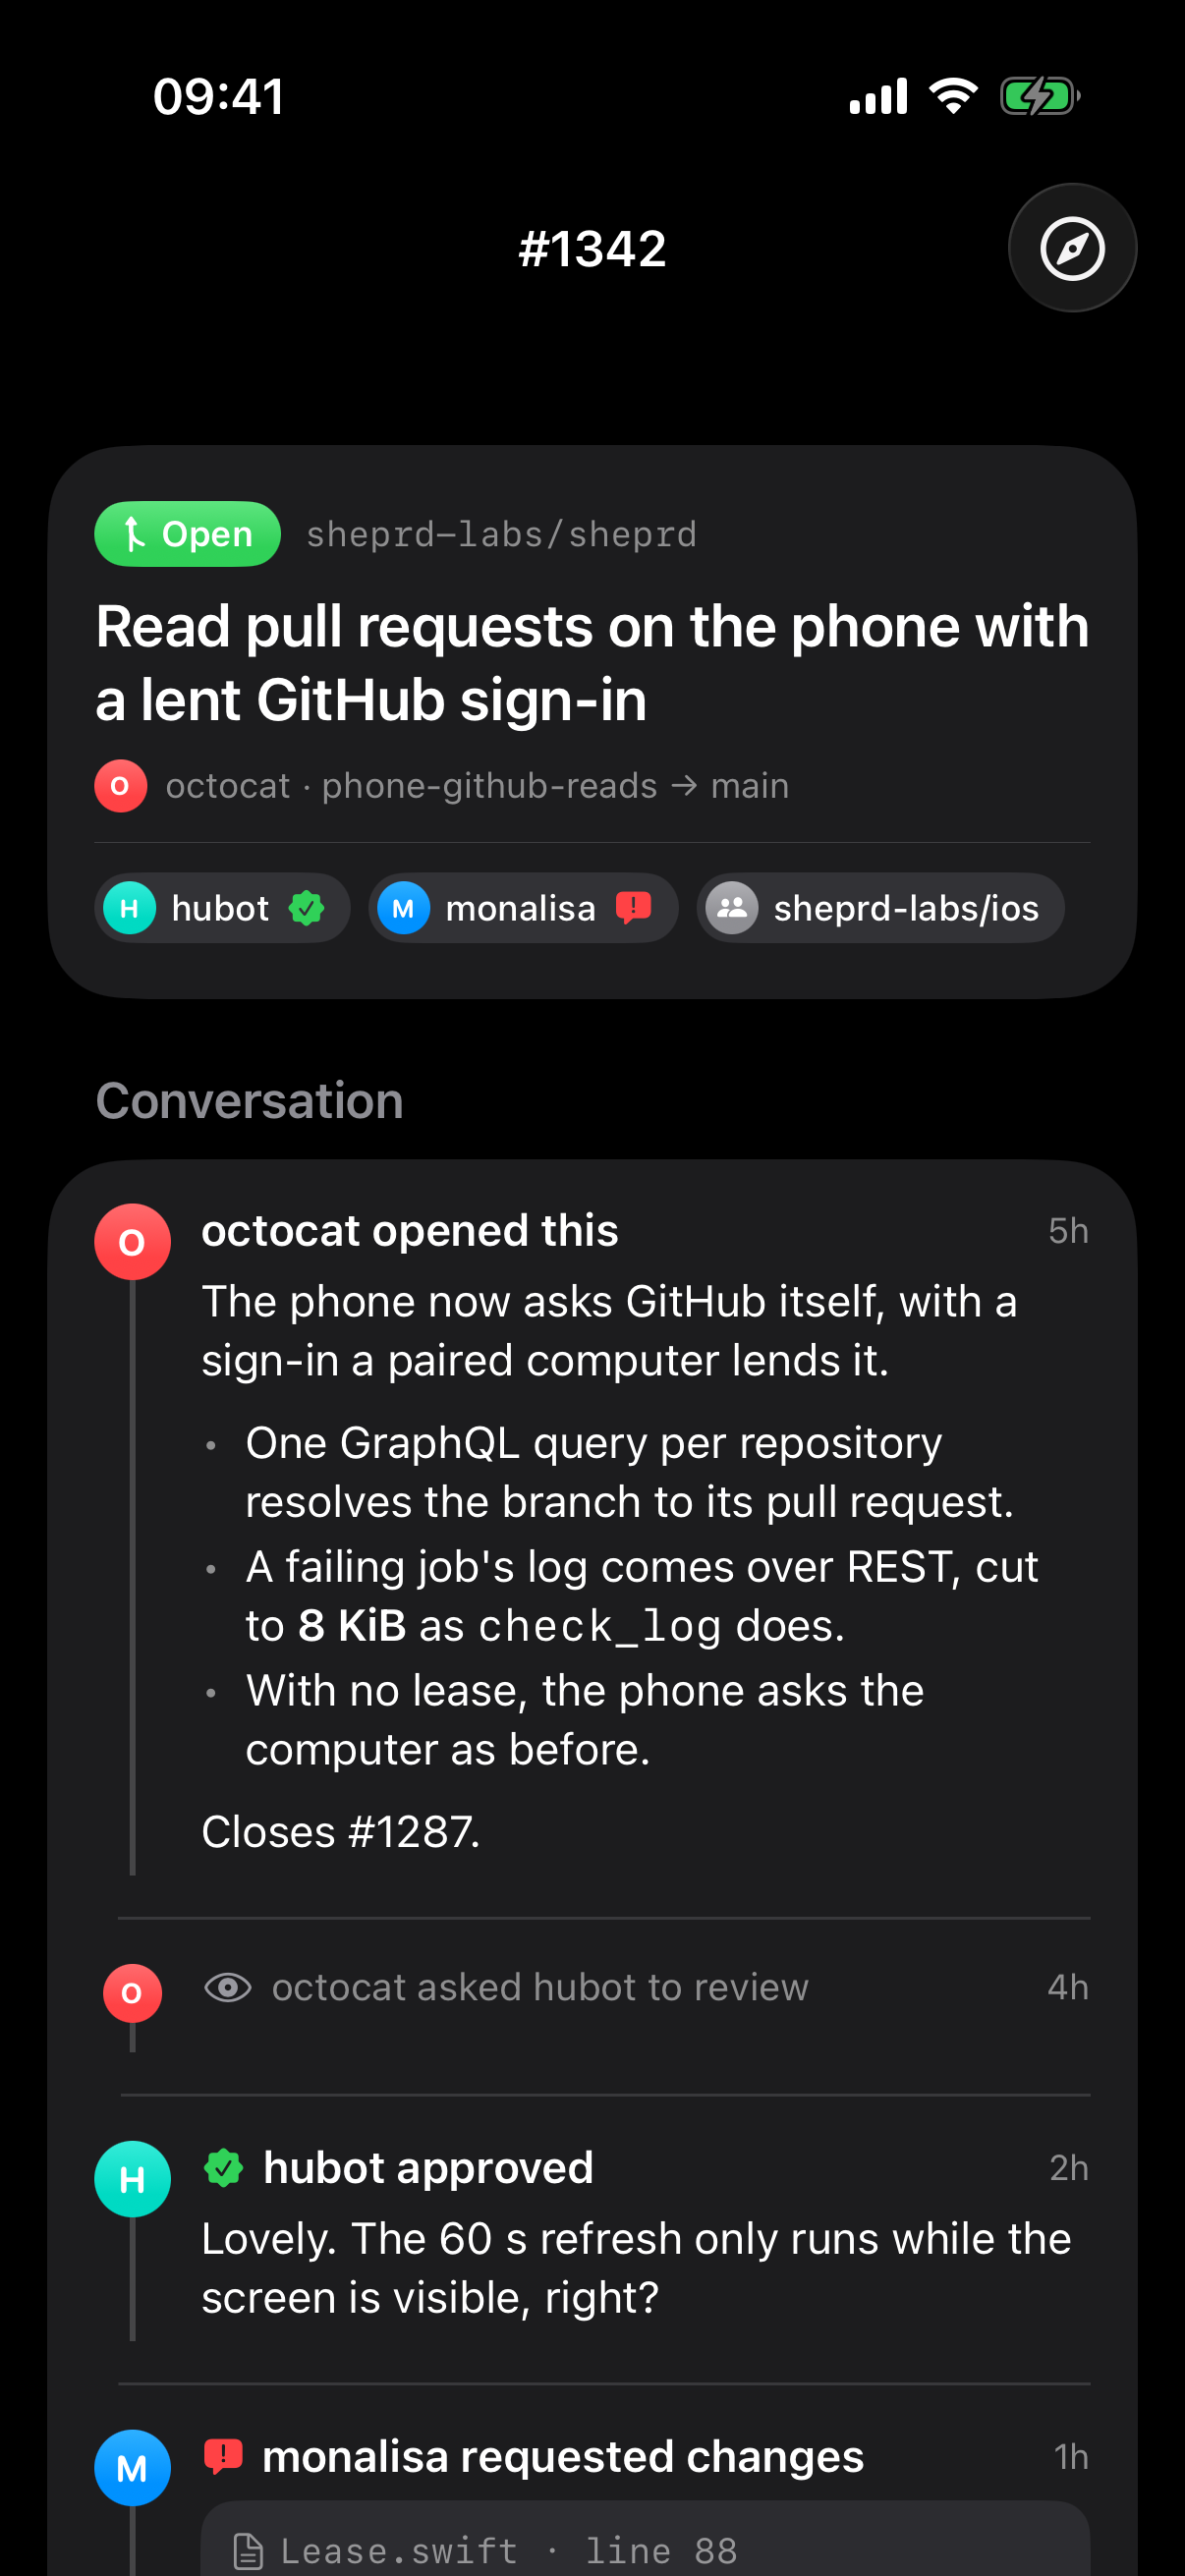 09:41
#1342
Open sheprd-labs/sheprd
Read pull requests on the phone with
a lent GitHub sign-in
O octocat · phone-github-reads → main
H hubot M monalisa sheprd-labs/ios
Conversation
O octocat opened this 5h
The phone now asks GitHub itself, with a
sign-in a paired computer lends it.
• One GraphQL query per repository
resolves the branch to its pull request.
• A failing job's log comes over REST, cut
to 8 KiB as check_log does.
• With no lease, the phone asks the
computer as before.
Closes #1287.
O octocat asked hubot to review 4h
H hubot approved 2h
Lovely. The 60 s refresh only runs while the
screen is visible, right?
M monalisa requested changes 1h
Lease.swift · line 88